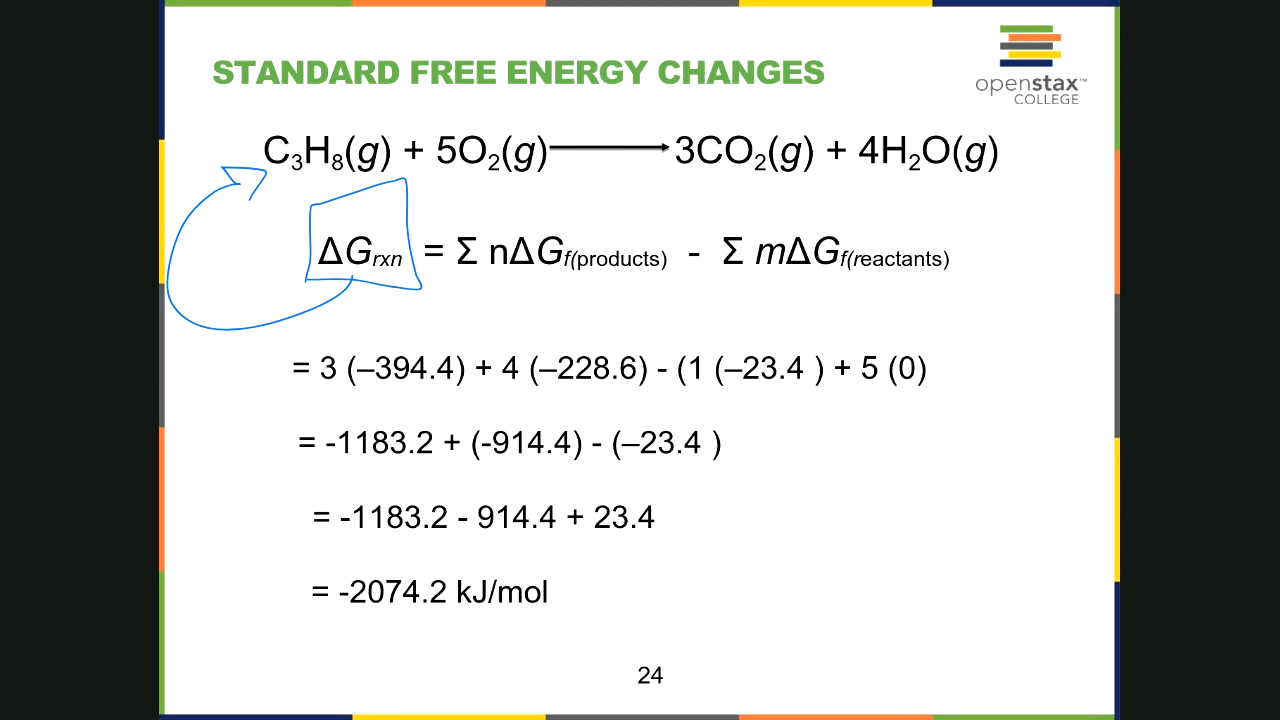 STANDARD FREE ENERGY CHANGES
openstax™
COLLEGE
C₃H₈(g) + 5O₂(g) ⟶ 3CO₂(g) + 4H₂O(g)
ΔGrxn = Σ nΔGf(products) - Σ mΔGf(reactants)
= 3 (–394.4) + 4 (–228.6) - (1 (–23.4 ) + 5 (0)
= -1183.2 + (-914.4) - (–23.4 )
= -1183.2 - 914.4 + 23.4
= -2074.2 kJ/mol
24